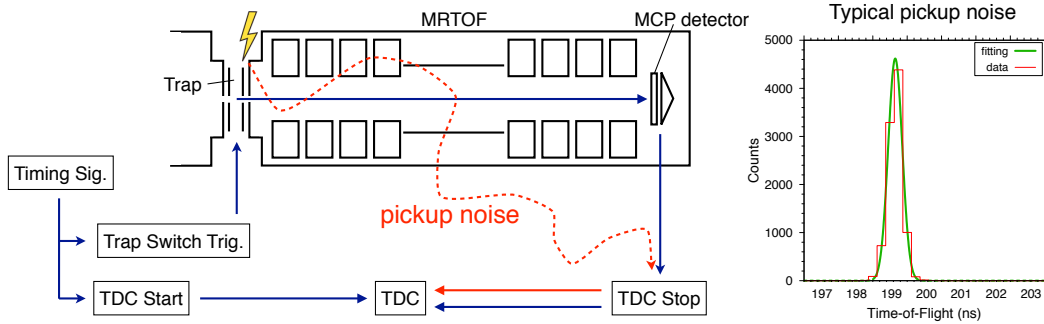 MRTOF
MCP detector
Trap
Timing Sig.
pickup noise
Trap Switch Trig.
TDC Start
TDC
TDC Stop
Typical pickup noise
5000
4000
3000
2000
1000
0
Counts
fitting
data
197 198 199 200 201 202 203
Time-of-Flight (ns)